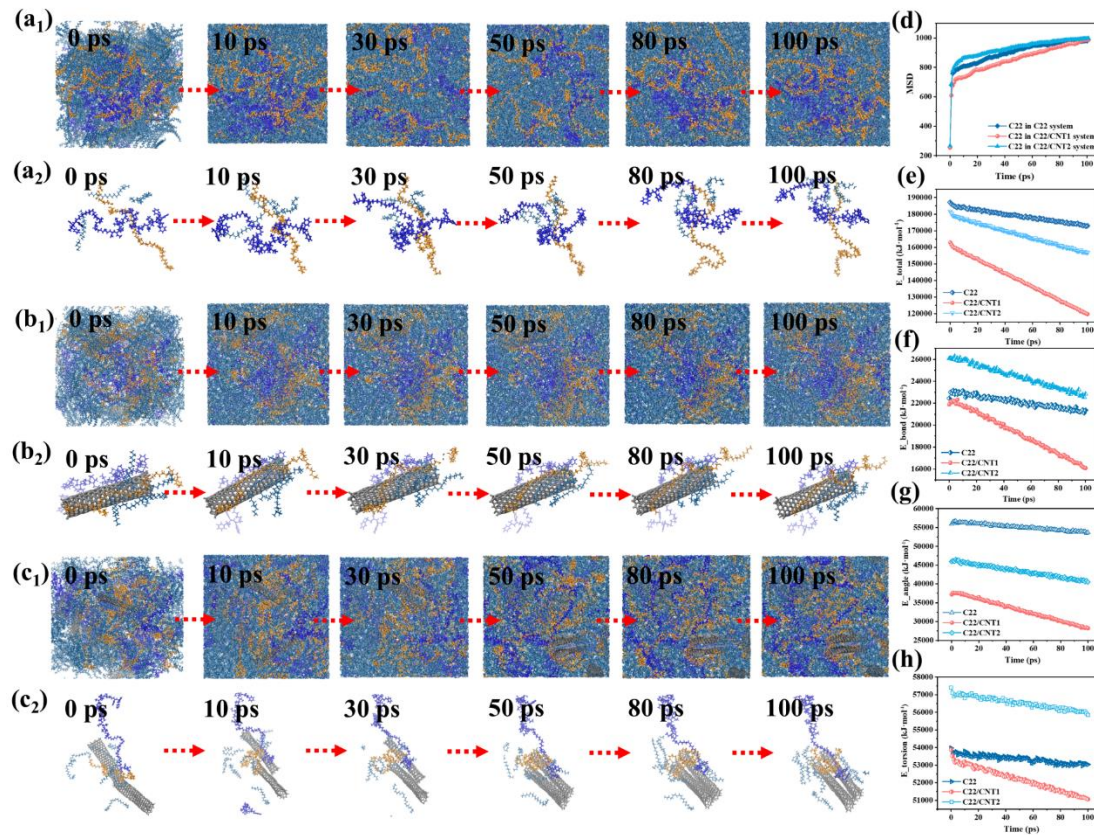 (a₁)
0 ps 10 ps 30 ps 50 ps 80 ps 100 ps
(a₂)
0 ps 10 ps 30 ps 50 ps 80 ps 100 ps
(b₁)
0 ps 10 ps 30 ps 50 ps 80 ps 100 ps
(b₂)
0 ps 10 ps 30 ps 50 ps 80 ps 100 ps
(c₁)
0 ps 10 ps 30 ps 50 ps 80 ps 100 ps
(c₂)
0 ps 10 ps 30 ps 50 ps 80 ps 100 ps
(d)
MSD
1000
800
600
400
200
C22 in C22 system
C22 in C22/CNT1 system
C22 in C22/CNT2 system
0 20 40 60 80 100
Time (ps)
(e)
E_total (kJ·mol⁻¹)
190000
180000
170000
160000
150000
140000
130000
120000
C22
C22/CNT1
C22/CNT2
0 20 40 60 80 100
Time (ps)
(f)
E_bond (kJ·mol⁻¹)
26000
24000
22000
20000
18000
16000
C22
C22/CNT1
C22/CNT2
0 20 40 60 80 100
Time (ps)
(g)
E_angle (kJ·mol⁻¹)
60000
55000
50000
45000
40000
35000
30000
25000
C22
C22/CNT1
C22/CNT2
0 20 40 60 80 100
Time (ps)
(h)
E_torsion (kJ·mol⁻¹)
58000
57000
56000
55000
54000
53000
52000
51000
C22
C22/CNT1
C22/CNT2
0 20 40 60 80 100
Time (ps)